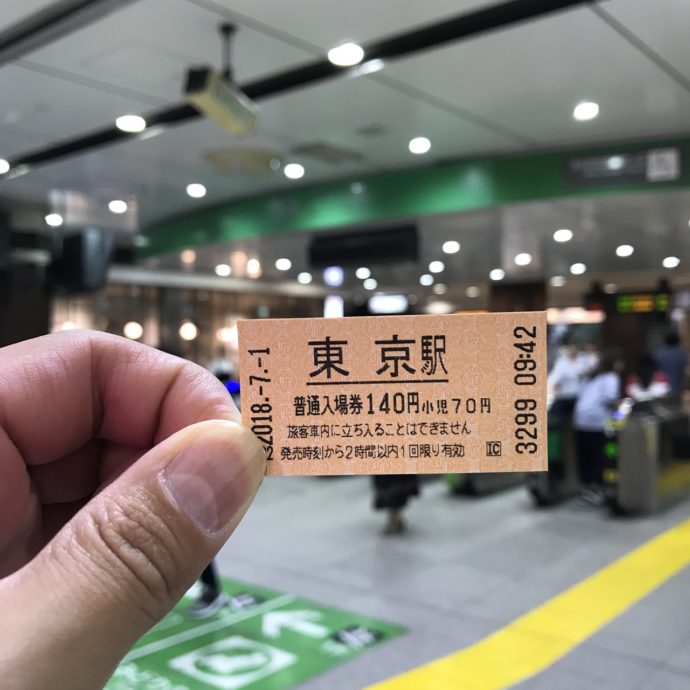 東京駅
普通入場券140円小児70円
旅客車内に立ち入ることはできません
発売時刻から2時間以内1回限り有効 IC
2018.-7.-1
3299 09:42